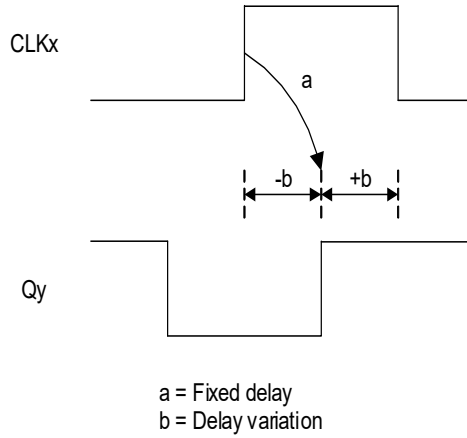 CLKx
a
-b
+b
Qy
a = Fixed delay
b = Delay variation